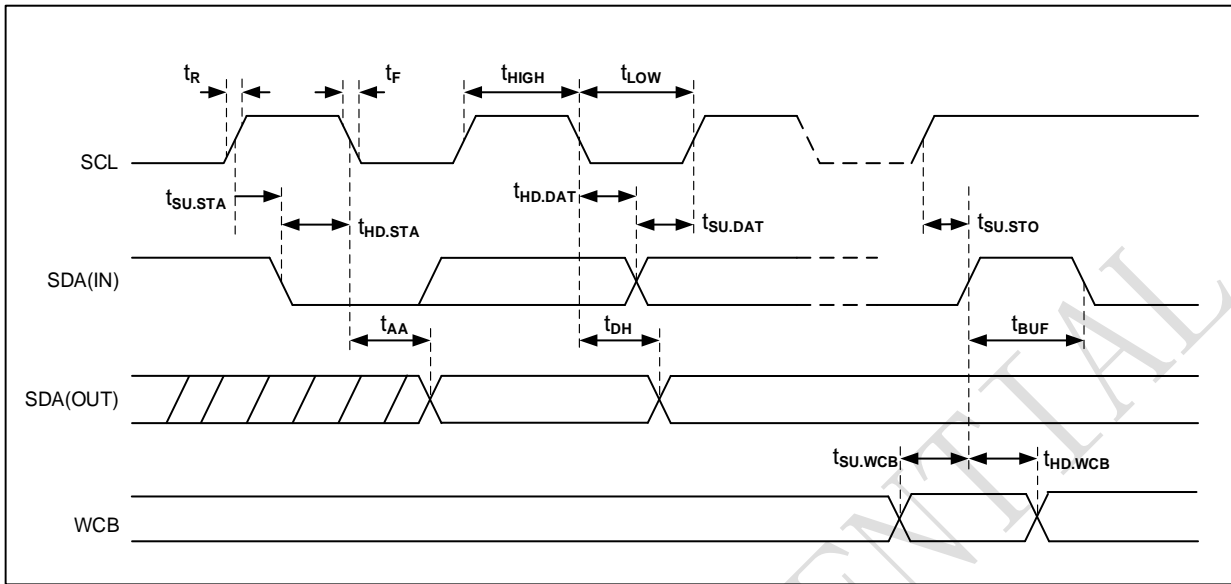 tR tF tHIGH tLOW
SCL
tSU.STA tHD.STA tHD.DAT tSU.DAT tSU.STO
SDA(IN)
tAA tDH tBUF
SDA(OUT)
tSU.WCB tHD.WCB
WCB
ENTIAL